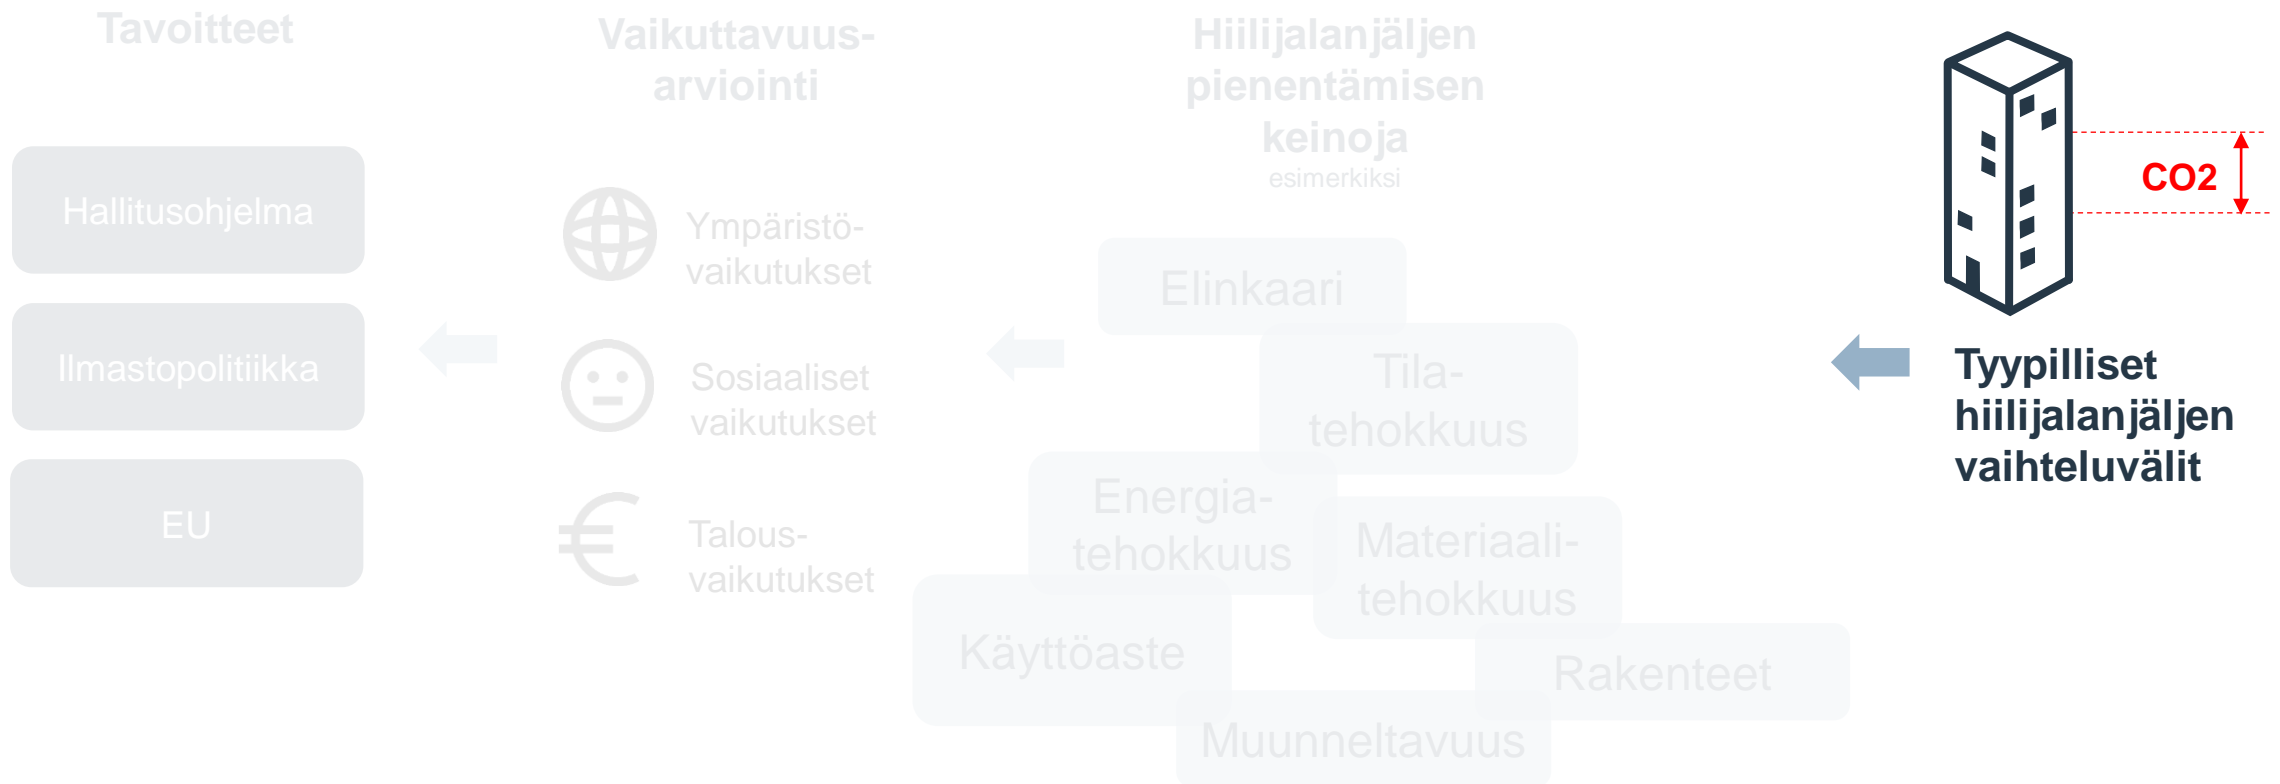 Tavoitteet
Hallitusohjelma
Ilmastopolitiikka
EU
Vaikuttavuus-
arviointi
Ympäristö-
vaikutukset
Sosiaaliset
vaikutukset
Talous-
vaikutukset
Hiilijalanjäljen
pienentämisen
keinoja
esimerkiksi
Elinkaari
Tila-
tehokkuus
Energia-
tehokkuus
Materiaali-
tehokkuus
Käyttöaste
Rakenteet
Muunneltavuus
CO2
Tyypilliset
hiilijalanjäljen
vaihteluvälit